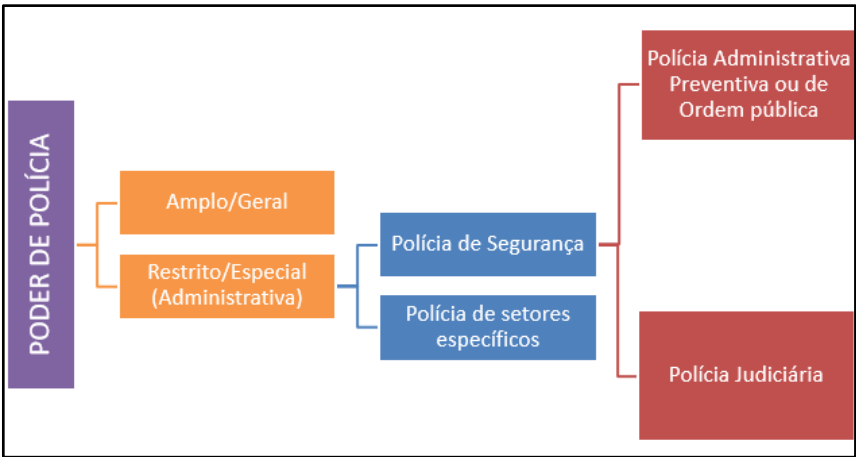 PODER DE POLÍCIA
Amplo/Geral
Restrito/Especial
(Administrativa)
Polícia de Segurança
Polícia de setores
específicos
Polícia Administrativa
Preventiva ou de
Ordem pública
Polícia Judiciária